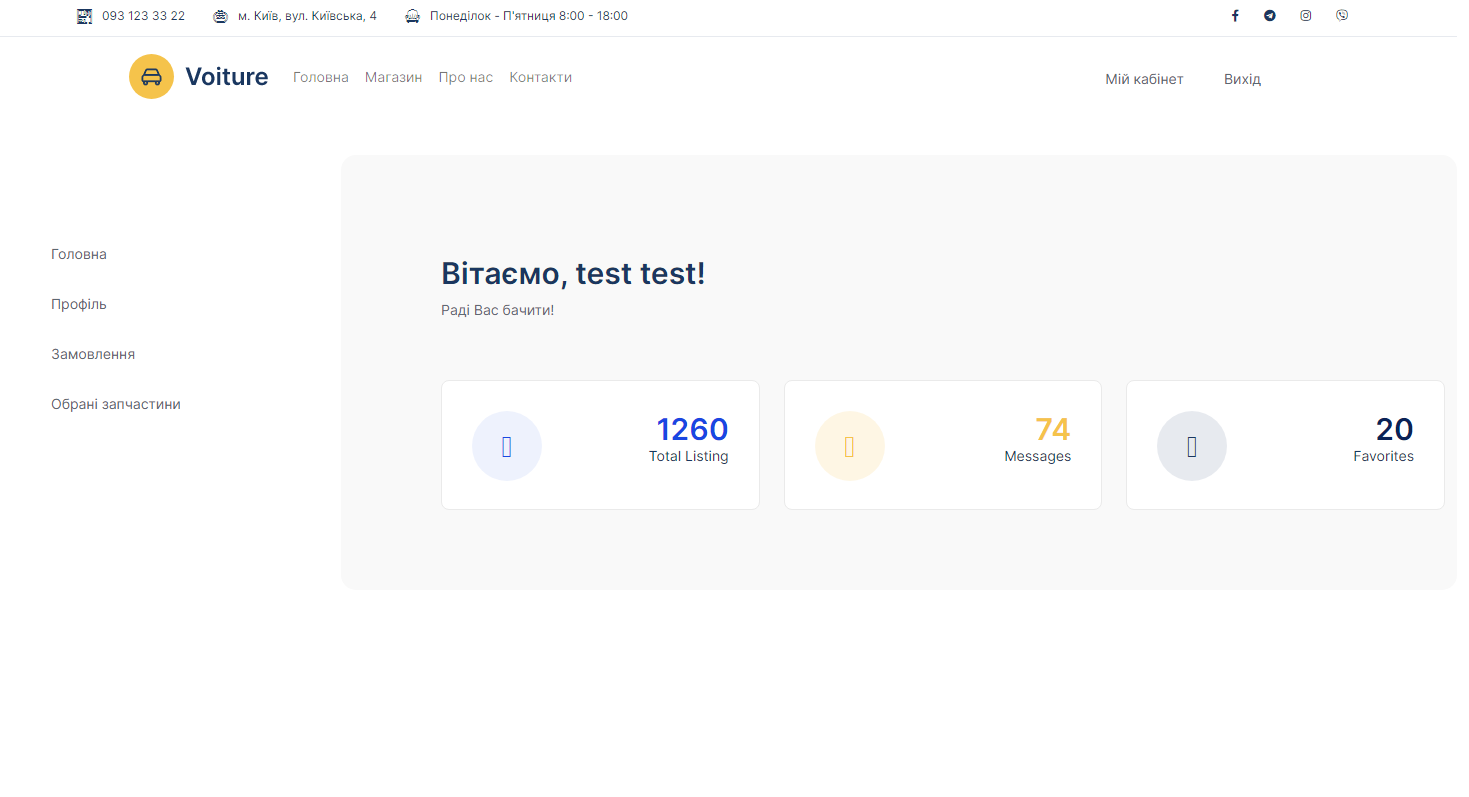 093 123 33 22 м. Київ, вул. Київська, 4 Понеділок - П'ятниця 8:00 - 18:00
Voiture Головна Магазин Про нас Контакти Мій кабінет Вихід
Головна
Профіль
Замовлення
Обрані запчастини
Вітаємо, test test!
Раді Вас бачити!
1260
Total Listing
74
Messages
20
Favorites